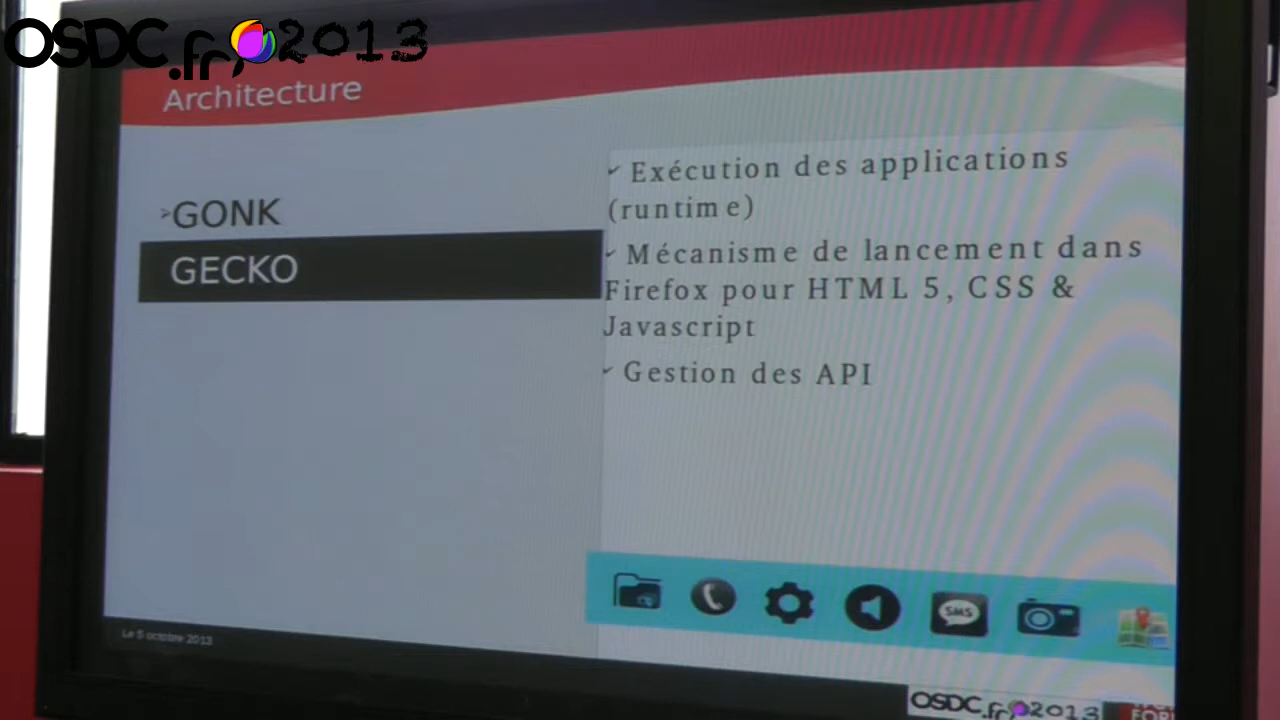 OSDC.fr 2013
Architecture
GONK
GECKO
Exécution des applications
(runtime)
Mécanisme de lancement dans
Firefox pour HTML 5, CSS &
Javascript
Gestion des API
SMS
Le 5 octobre 2013
OSDC.fr 2013